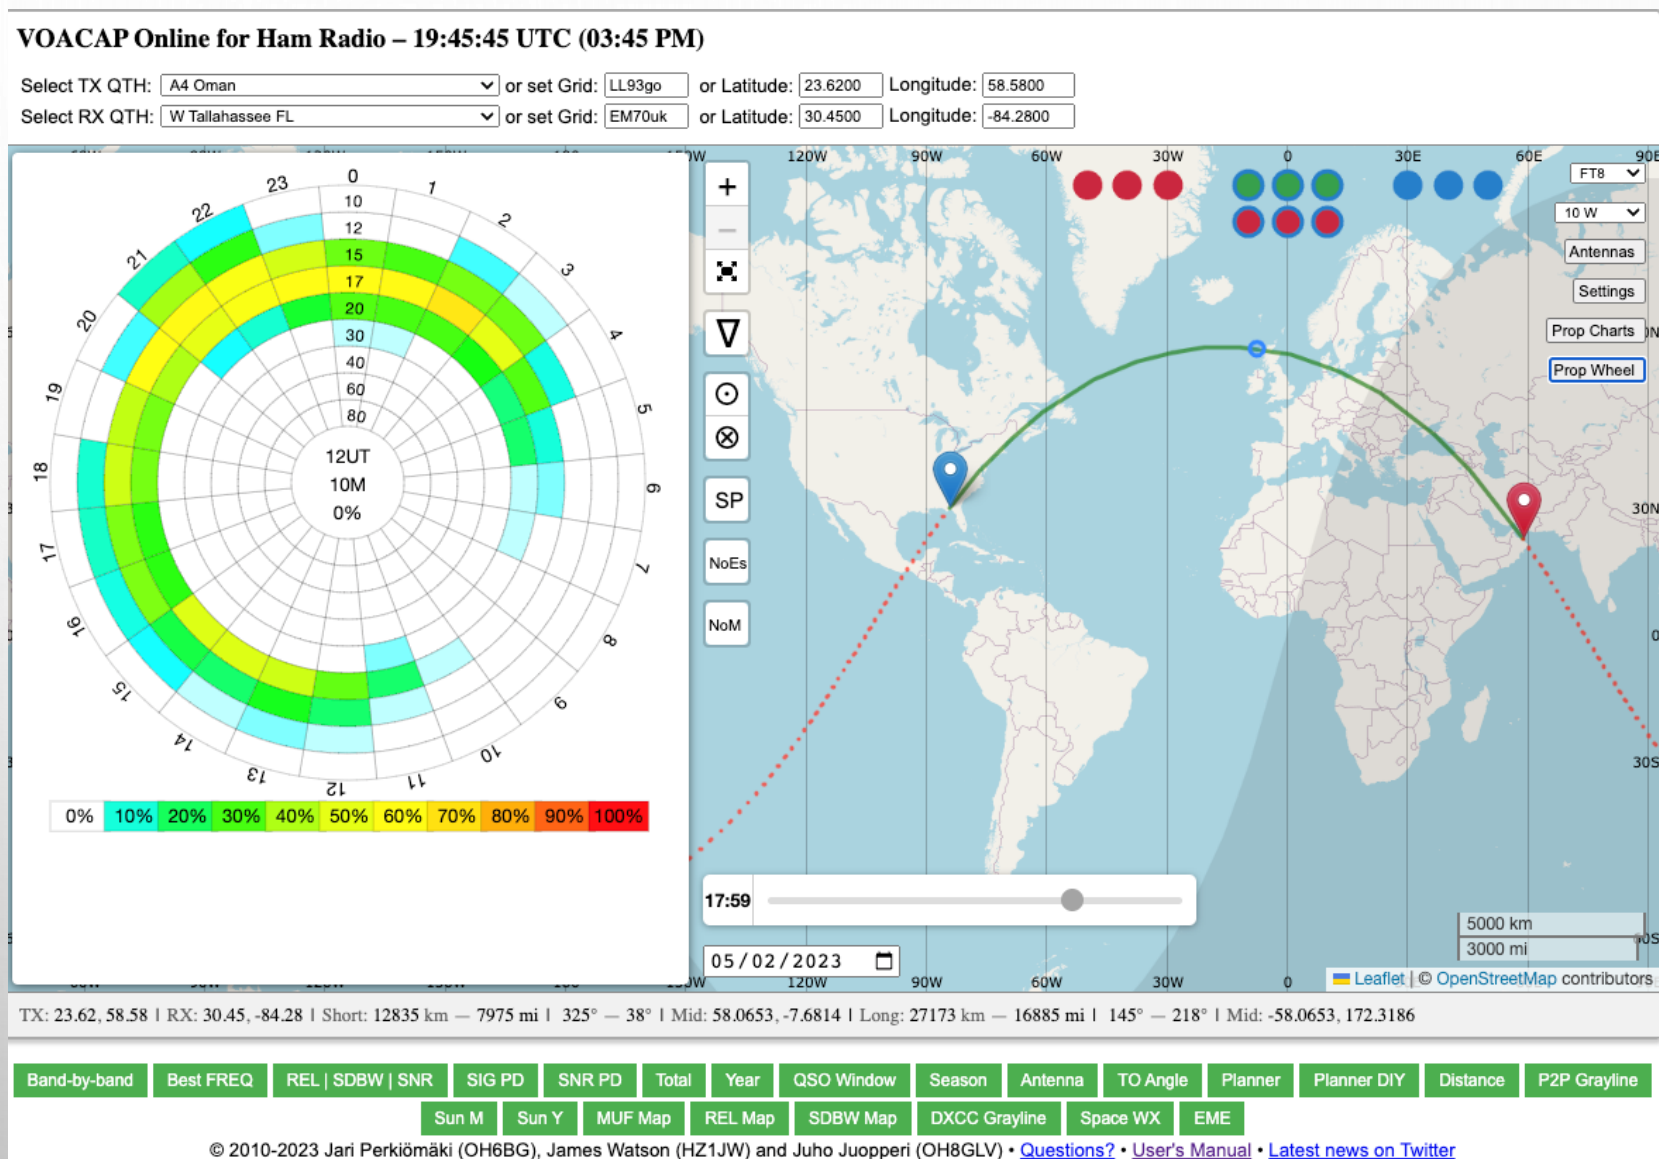 VOACAP Online for Ham Radio – 19:45:45 UTC (03:45 PM)
Select TX QTH: A4 Oman or set Grid: LL93go or Latitude: 23.6200 Longitude: 58.5800
Select RX QTH: W Tallahassee FL or set Grid: EM70uk or Latitude: 30.4500 Longitude: -84.2800
120W 90W 60W 30W 0 30E 60E 90E
0 1 2 3 4 5 6 7 8 9 10 11 12 13 14 15 16 17 18 19 20 21 22 23
10
12
15
17
20
30
40
60
80
12UT
10M
0%
0% 10% 20% 30% 40% 50% 60% 70% 80% 90% 100%
+
−
SP
NoEs
NoM
FT8
10 W
Antennas
Settings
Prop Charts
Prop Wheel
30N
0
30S
17:59
05/02/2023
5000 km
3000 mi
120W 90W 60W 30W 0
Leaflet | © OpenStreetMap contributors
TX: 23.62, 58.58 | RX: 30.45, -84.28 | Short: 12835 km — 7975 mi | 325° — 38° | Mid: 58.0653, -7.6814 | Long: 27173 km — 16885 mi | 145° — 218° | Mid: -58.0653, 172.3186
Band-by-band Best FREQ REL | SDBW | SNR SIG PD SNR PD Total Year QSO Window Season Antenna TO Angle Planner Planner DIY Distance P2P Grayline
Sun M Sun Y MUF Map REL Map SDBW Map DXCC Grayline Space WX EME
© 2010-2023 Jari Perkiömäki (OH6BG), James Watson (HZ1JW) and Juho Juopperi (OH8GLV) • Questions? • User's Manual • Latest news on Twitter